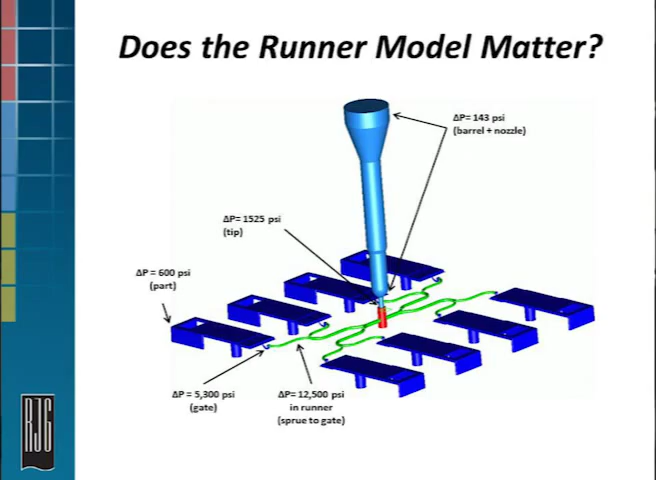 Does the Runner Model Matter?
ΔP= 143 psi
(barrel + nozzle)
ΔP= 1525 psi
(tip)
ΔP = 600 psi
(part)
ΔP = 5,300 psi
(gate)
ΔP= 12,500 psi
in runner
(sprue to gate)
RJG